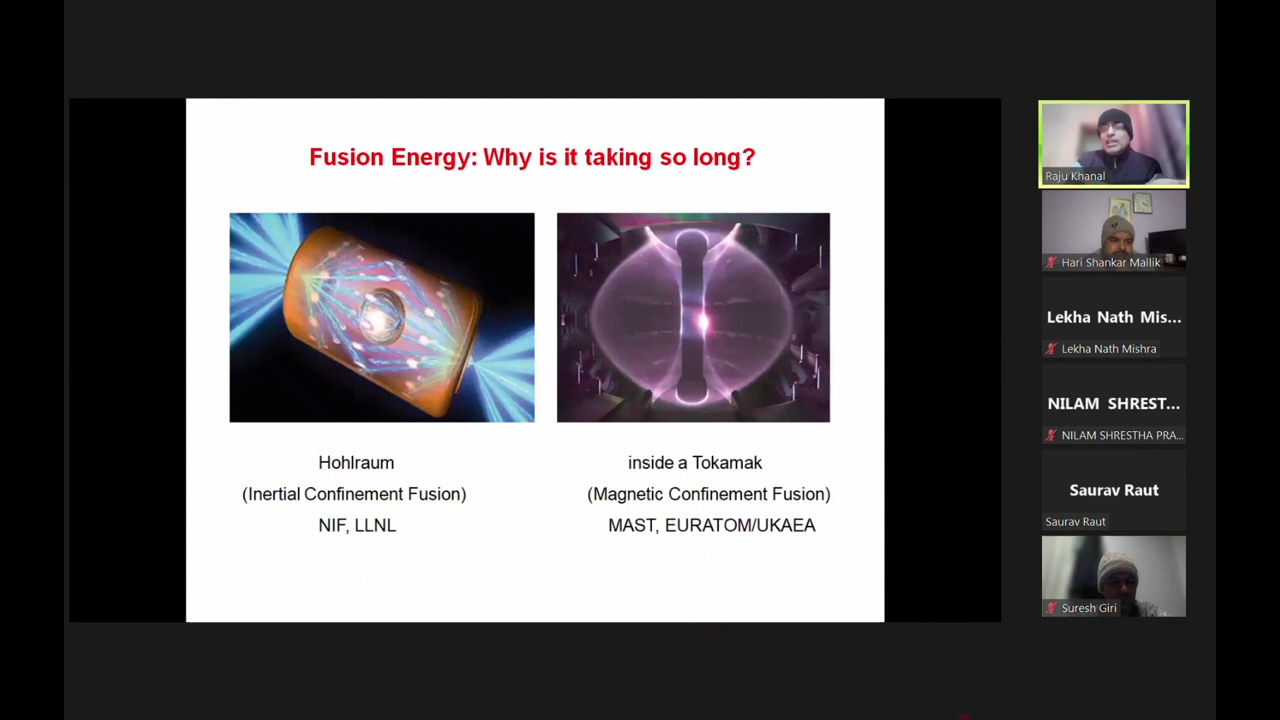 Fusion Energy: Why is it taking so long?
Hohlraum
(Inertial Confinement Fusion)
NIF, LLNL
inside a Tokamak
(Magnetic Confinement Fusion)
MAST, EURATOM/UKAEA
Raju Khanal
Hari Shankar Mallik
Lekha Nath Mis...
Lekha Nath Mishra
NILAM SHREST...
NILAM SHRESTHA PRA...
Saurav Raut
Saurav Raut
Suresh Giri